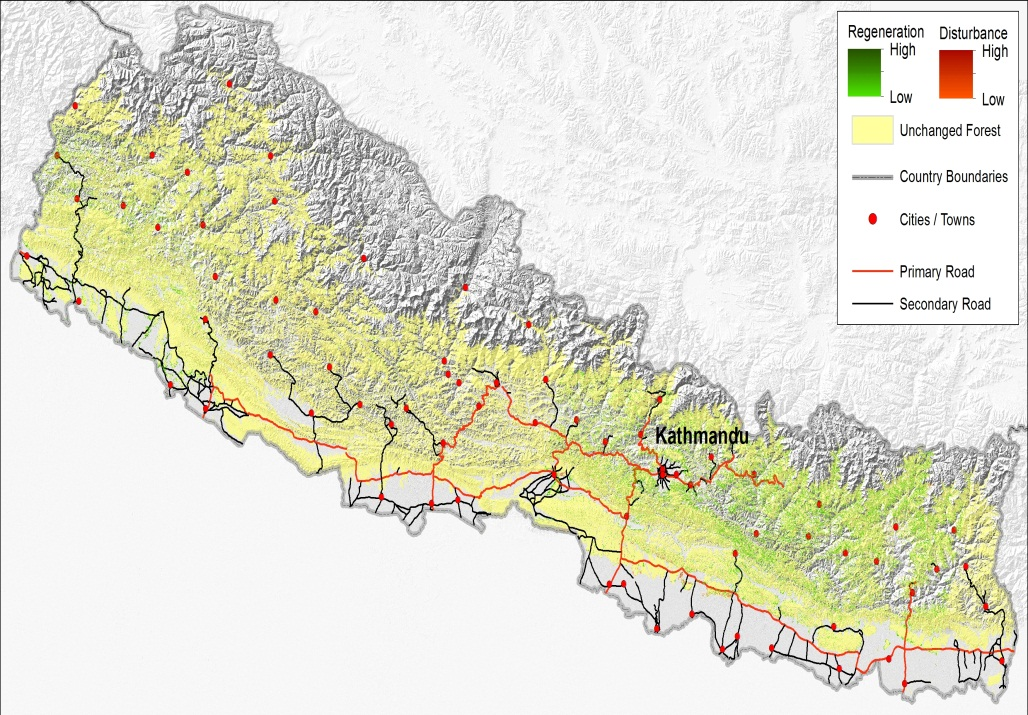 Regeneration Disturbance
High High
Low Low
Unchanged Forest
Country Boundaries
Cities / Towns
Primary Road
Secondary Road
Kathmandu